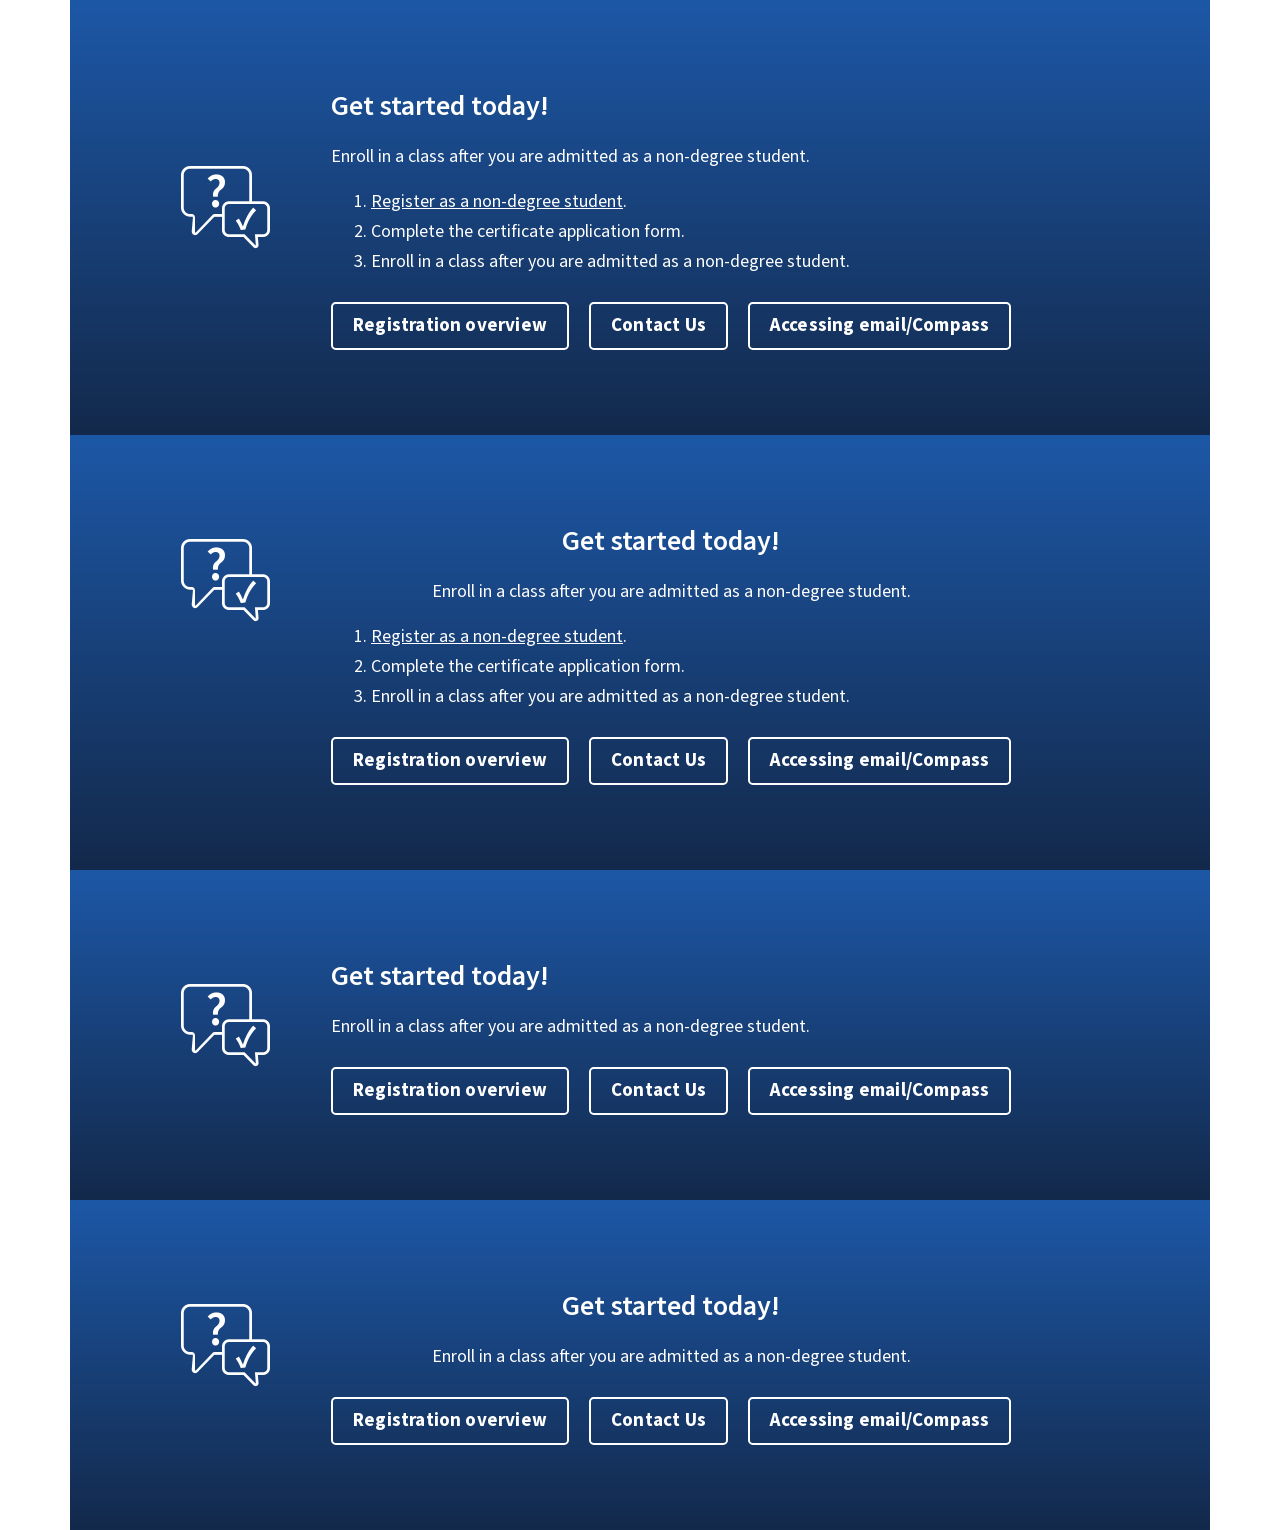 Get started today!
Enroll in a class after you are admitted as a non-degree student.
1. Register as a non-degree student.
2. Complete the certificate application form.
3. Enroll in a class after you are admitted as a non-degree student.
Registration overview Contact Us Accessing email/Compass
?
Get started today!
Enroll in a class after you are admitted as a non-degree student.
1. Register as a non-degree student.
2. Complete the certificate application form.
3. Enroll in a class after you are admitted as a non-degree student.
Registration overview Contact Us Accessing email/Compass
?
Get started today!
Enroll in a class after you are admitted as a non-degree student.
Registration overview Contact Us Accessing email/Compass
?
Get started today!
Enroll in a class after you are admitted as a non-degree student.
Registration overview Contact Us Accessing email/Compass
?